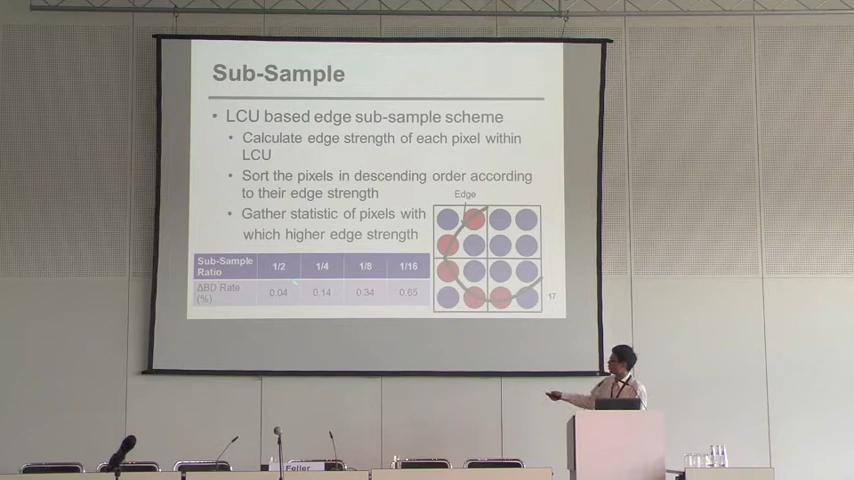 Sub-Sample
• LCU based edge sub-sample scheme
• Calculate edge strength of each pixel within
LCU
• Sort the pixels in descending order according
to their edge strength
• Gather statistic of pixels with
which higher edge strength
Edge
Sub-Sample
Ratio 1/2 1/4 1/8 1/16
ΔBD Rate
(%) 0.04 0.14 0.34 0.65
17
Feller